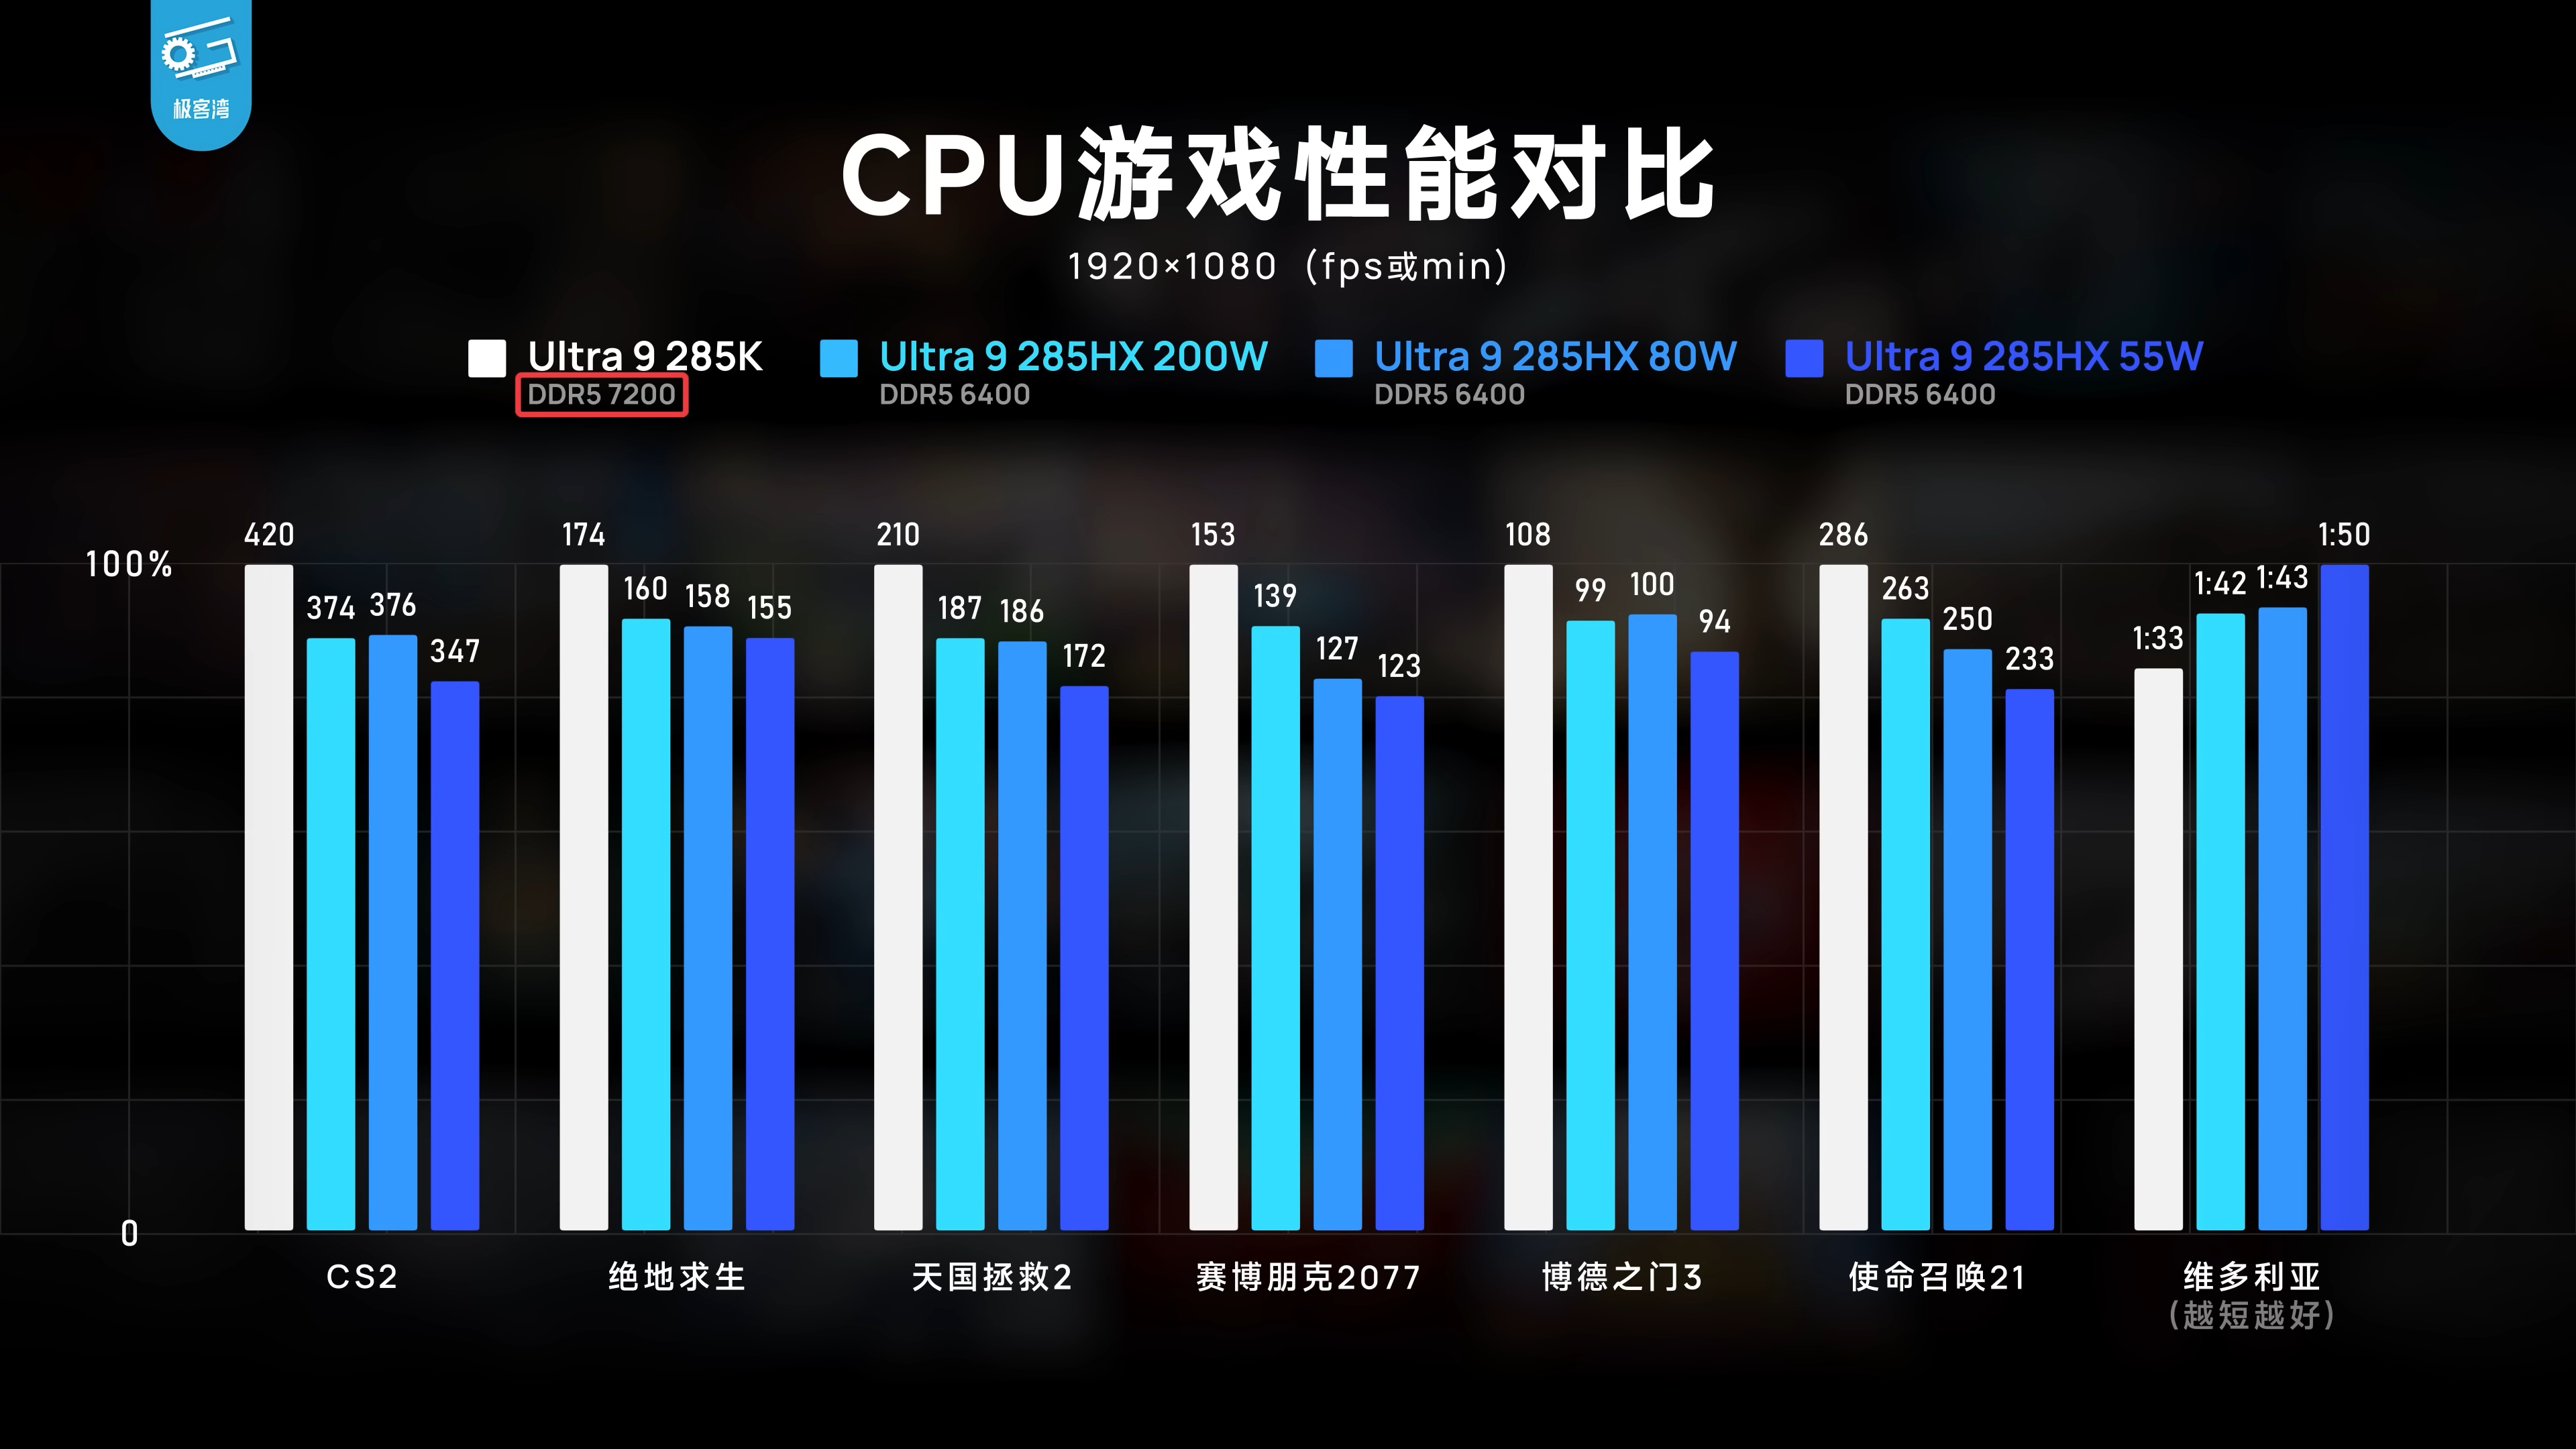 极客湾
CPU游戏性能对比
1920×1080 (fps或min)
Ultra 9 285K
DDR5 7200
Ultra 9 285HX 200W
DDR5 6400
Ultra 9 285HX 80W
DDR5 6400
Ultra 9 285HX 55W
DDR5 6400
100%
0
420
374
376
347
CS2
174
160
158
155
绝地求生
210
187
186
172
天国拯救2
153
139
127
123
赛博朋克2077
108
99
100
94
博德之门3
286
263
250
233
使命召唤21
1:33
1:42
1:43
1:50
维多利亚
(越短越好)